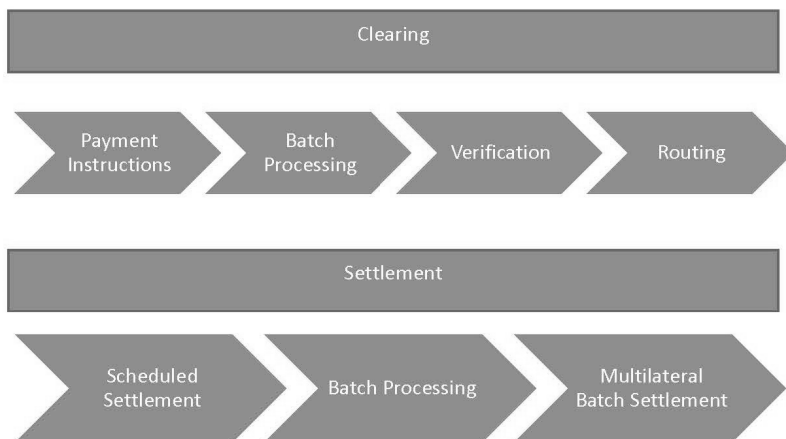 Clearing
Payment
Instructions
Batch
Processing
Verification
Routing
Settlement
Scheduled
Settlement
Batch Processing
Multilateral
Batch Settlement